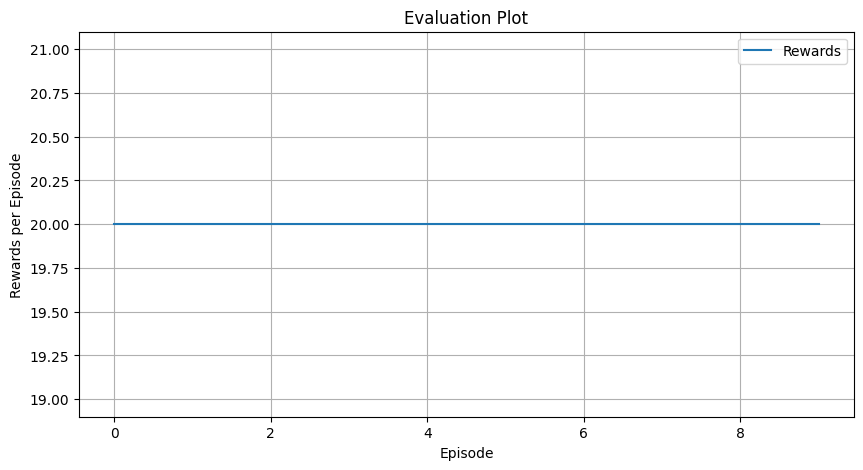 Evaluation Plot
Rewards
21.00
20.75
20.50
20.25
20.00
19.75
19.50
19.25
19.00
Rewards per Episode
0 2 4 6 8
Episode